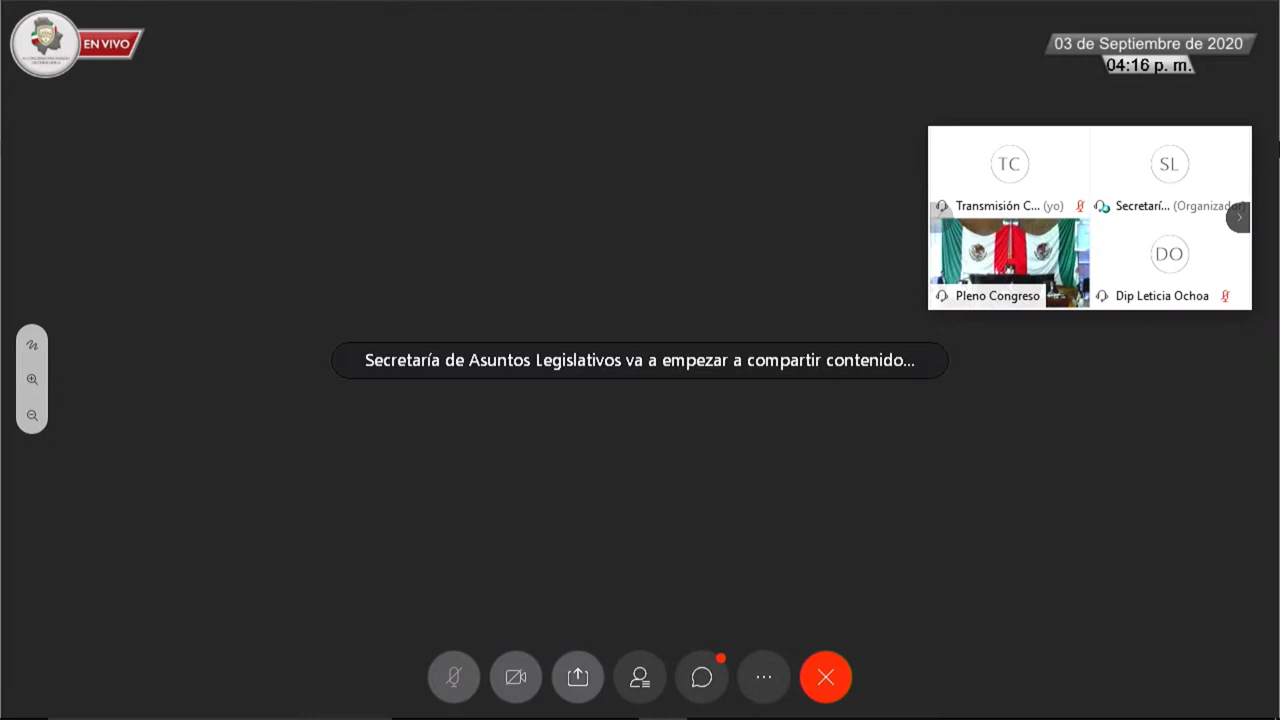 EN VIVO
03 de Septiembre de 2020
04:16 p. m.
TC
SL
Transmisión C... (yo)
Secretarí... (Organizador)
DO
Pleno Congreso
Dip Leticia Ochoa
Secretaría de Asuntos Legislativos va a empezar a compartir contenido...